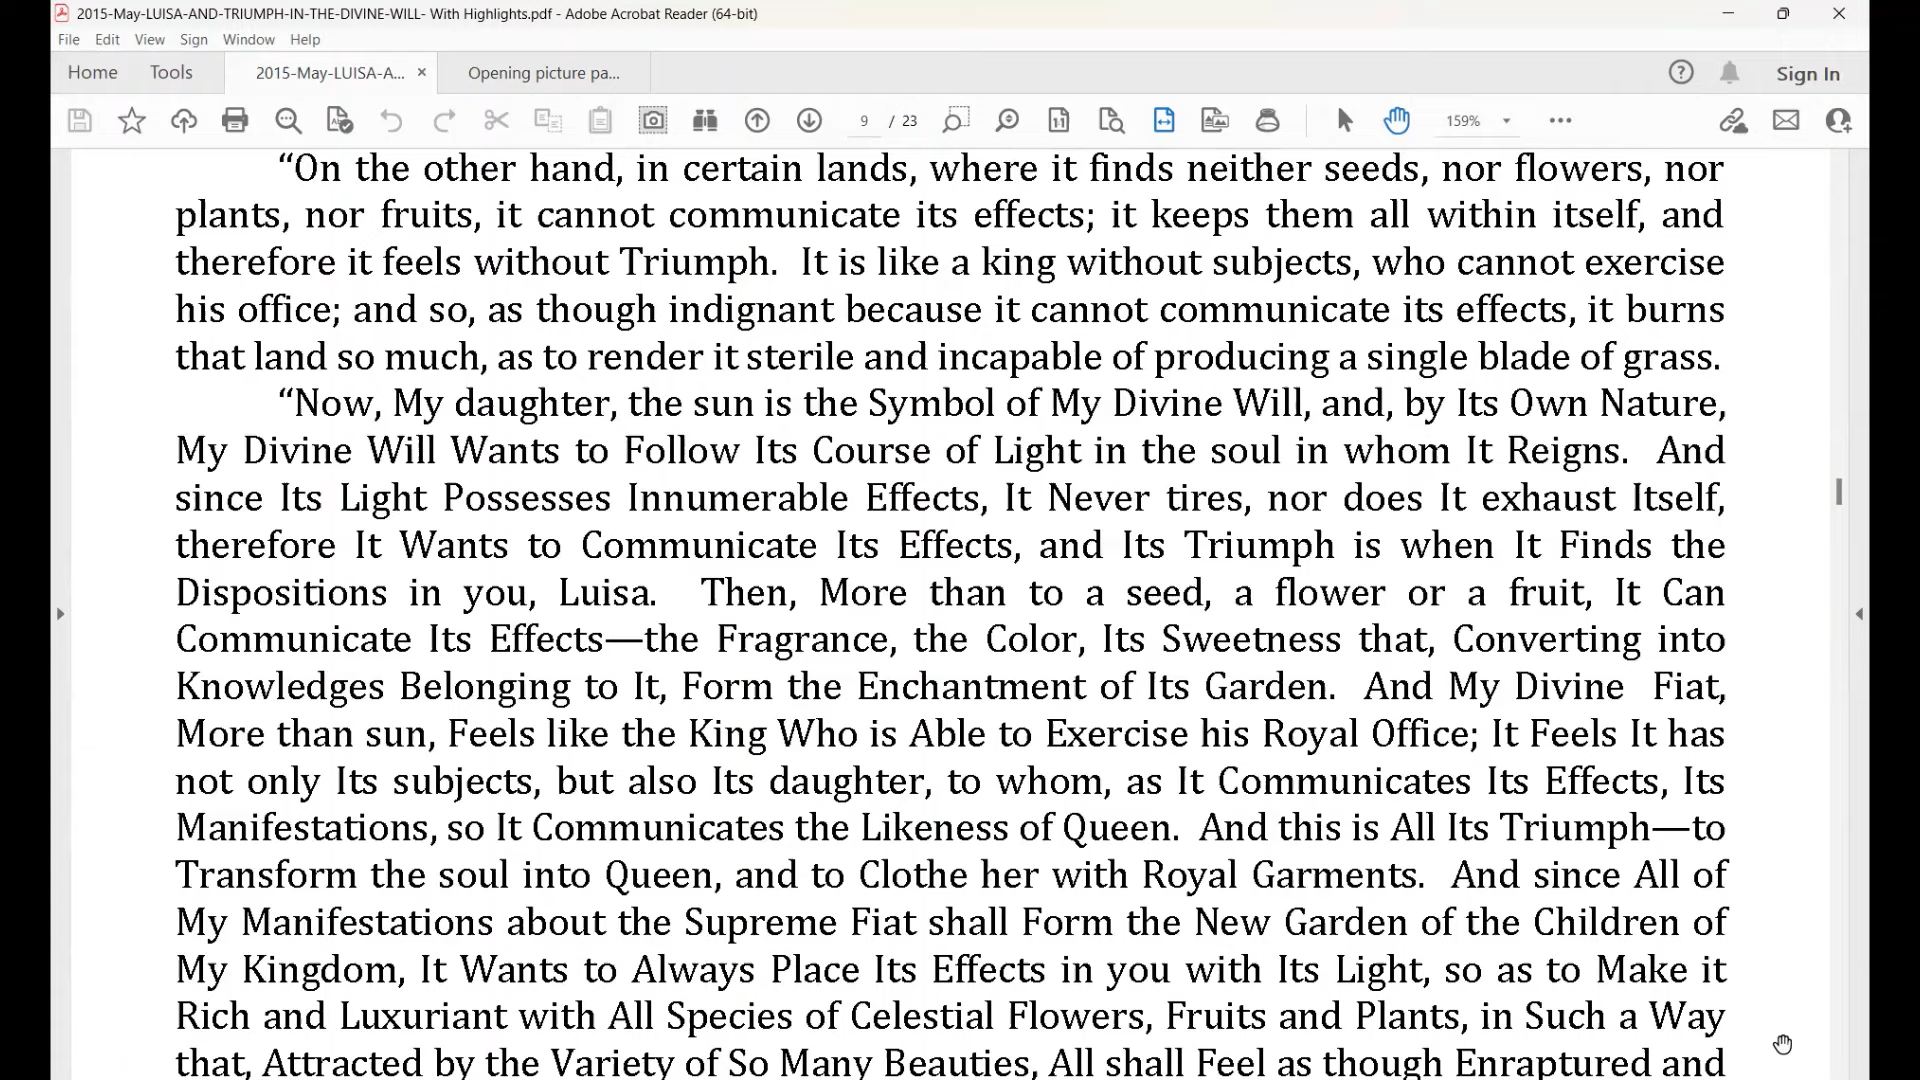 2015-May-LUISA-AND-TRIUMPH-IN-THE-DIVINE-WILL- With Highlights.pdf - Adobe Acrobat Reader (64-bit)
File Edit View Sign Window Help
Home Tools 2015-May-LUISA-A... × Opening picture pa... Sign In
9 / 23 159%
“On the other hand, in certain lands, where it finds neither seeds, nor flowers, nor
plants, nor fruits, it cannot communicate its effects; it keeps them all within itself, and
therefore it feels without Triumph. It is like a king without subjects, who cannot exercise
his office; and so, as though indignant because it cannot communicate its effects, it burns
that land so much, as to render it sterile and incapable of producing a single blade of grass.
“Now, My daughter, the sun is the Symbol of My Divine Will, and, by Its Own Nature,
My Divine Will Wants to Follow Its Course of Light in the soul in whom It Reigns. And
since Its Light Possesses Innumerable Effects, It Never tires, nor does It exhaust Itself,
therefore It Wants to Communicate Its Effects, and Its Triumph is when It Finds the
Dispositions in you, Luisa. Then, More than to a seed, a flower or a fruit, It Can
Communicate Its Effects—the Fragrance, the Color, Its Sweetness that, Converting into
Knowledges Belonging to It, Form the Enchantment of Its Garden. And My Divine Fiat,
More than sun, Feels like the King Who is Able to Exercise his Royal Office; It Feels It has
not only Its subjects, but also Its daughter, to whom, as It Communicates Its Effects, Its
Manifestations, so It Communicates the Likeness of Queen. And this is All Its Triumph—to
Transform the soul into Queen, and to Clothe her with Royal Garments. And since All of
My Manifestations about the Supreme Fiat shall Form the New Garden of the Children of
My Kingdom, It Wants to Always Place Its Effects in you with Its Light, so as to Make it
Rich and Luxuriant with All Species of Celestial Flowers, Fruits and Plants, in Such a Way
that, Attracted by the Variety of So Many Beauties, All shall Feel as though Enraptured and